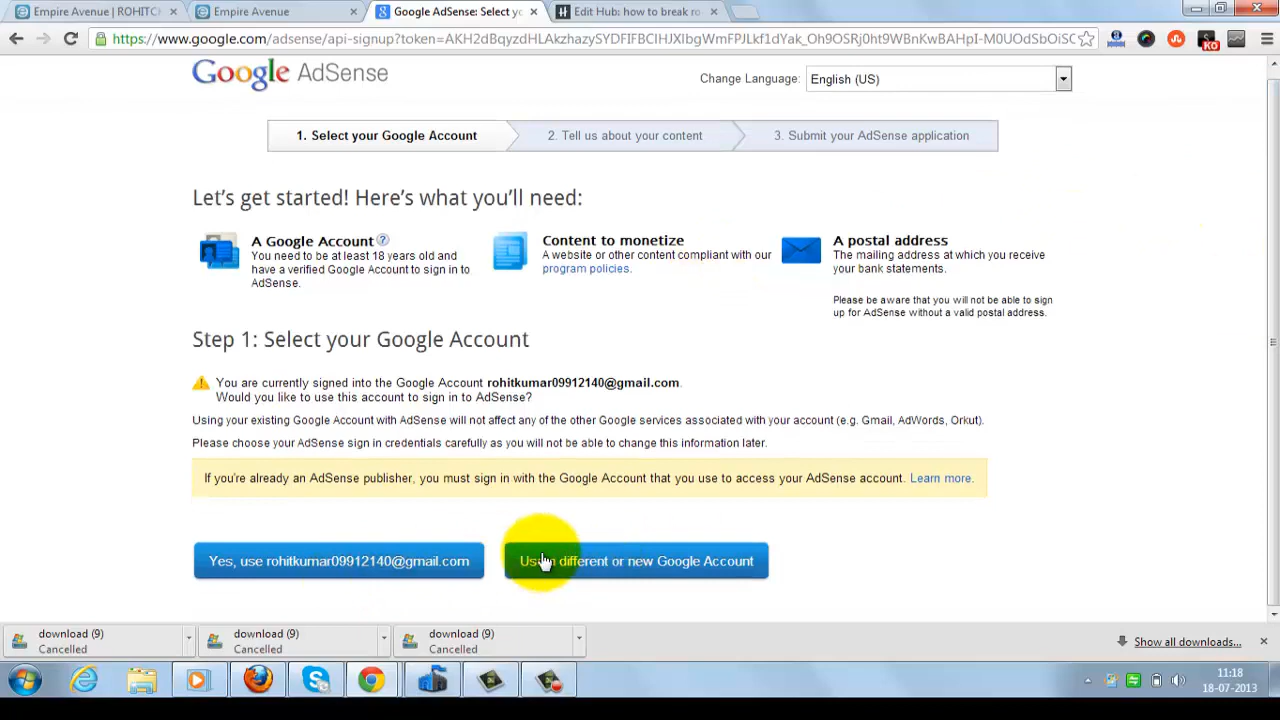 Empire Avenue | ROHITC
Empire Avenue
Google AdSense: Select yo
Edit Hub: how to break ro
https://www.google.com/adsense/api-signup?token=
KO
Google AdSense
Change Language:
English (US)
1. Select your Google Account
2. Tell us about your content
3. Submit your AdSense application
Let's get started! Here's what you'll need:
A Google Account ?
You need to be at least 18 years old and
have a verified Google Account to sign in to
AdSense.
Content to monetize
A website or other content compliant with our
program policies.
A postal address
The mailing address at which you receive
your bank statements.
Please be aware that you will not be able to sign
up for AdSense without a valid postal address.
Step 1: Select your Google Account
You are currently signed into the Google Account rohitkumar09912140@gmail.com.
Would you like to use this account to sign in to AdSense?
Using your existing Google Account with AdSense will not affect any of the other Google services associated with your account (e.g. Gmail, AdWords, Orkut).
Please choose your AdSense sign in credentials carefully as you will not be able to change this information later.
If you're already an AdSense publisher, you must sign in with the Google Account that you use to access your AdSense account. Learn more.
Yes, use rohitkumar09912140@gmail.com
Use different or new Google Account
download (9)
Cancelled
download (9)
Cancelled
download (9)
Cancelled
Show all downloads...
11:18
18-07-2013